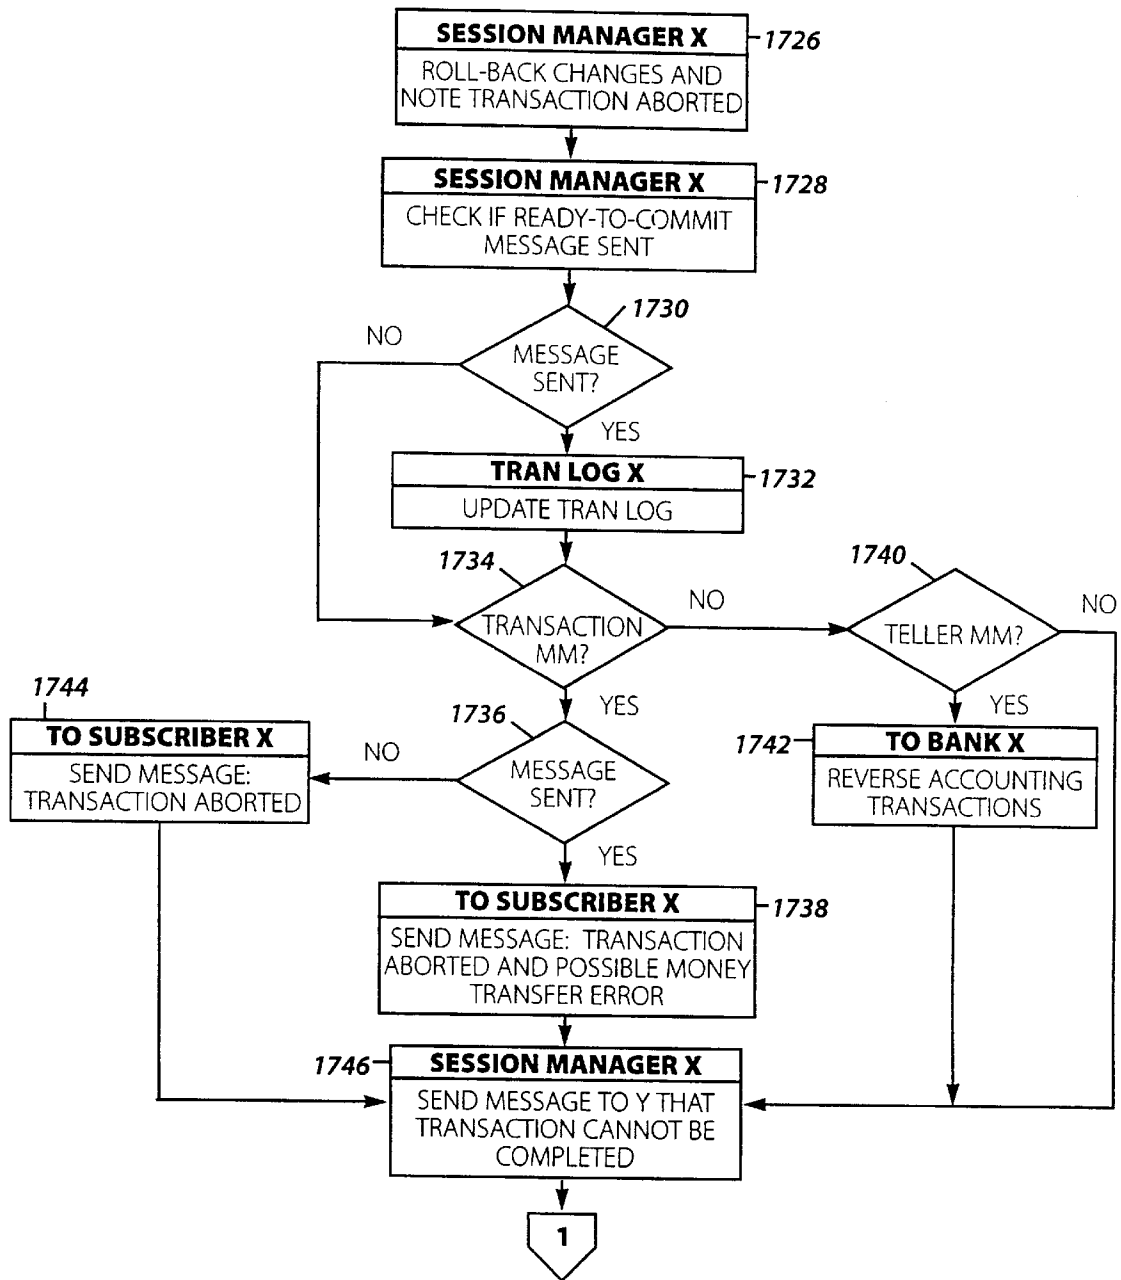 SESSION MANAGER X
1726
ROLL-BACK CHANGES AND
NOTE TRANSACTION ABORTED
SESSION MANAGER X
1728
CHECK IF READY-TO-COMMIT
MESSAGE SENT
1730
NO
MESSAGE
SENT?
YES
TRAN LOG X
1732
UPDATE TRAN LOG
1734
1740
TRANSACTION
MM?
NO
TELLER MM?
NO
1744
YES
1736
YES
TO SUBSCRIBER X
SEND MESSAGE:
TRANSACTION ABORTED
NO
MESSAGE
SENT?
1742
TO BANK X
REVERSE ACCOUNTING
TRANSACTIONS
YES
TO SUBSCRIBER X
1738
SEND MESSAGE: TRANSACTION
ABORTED AND POSSIBLE MONEY
TRANSFER ERROR
1746
SESSION MANAGER X
SEND MESSAGE TO Y THAT
TRANSACTION CANNOT BE
COMPLETED
1